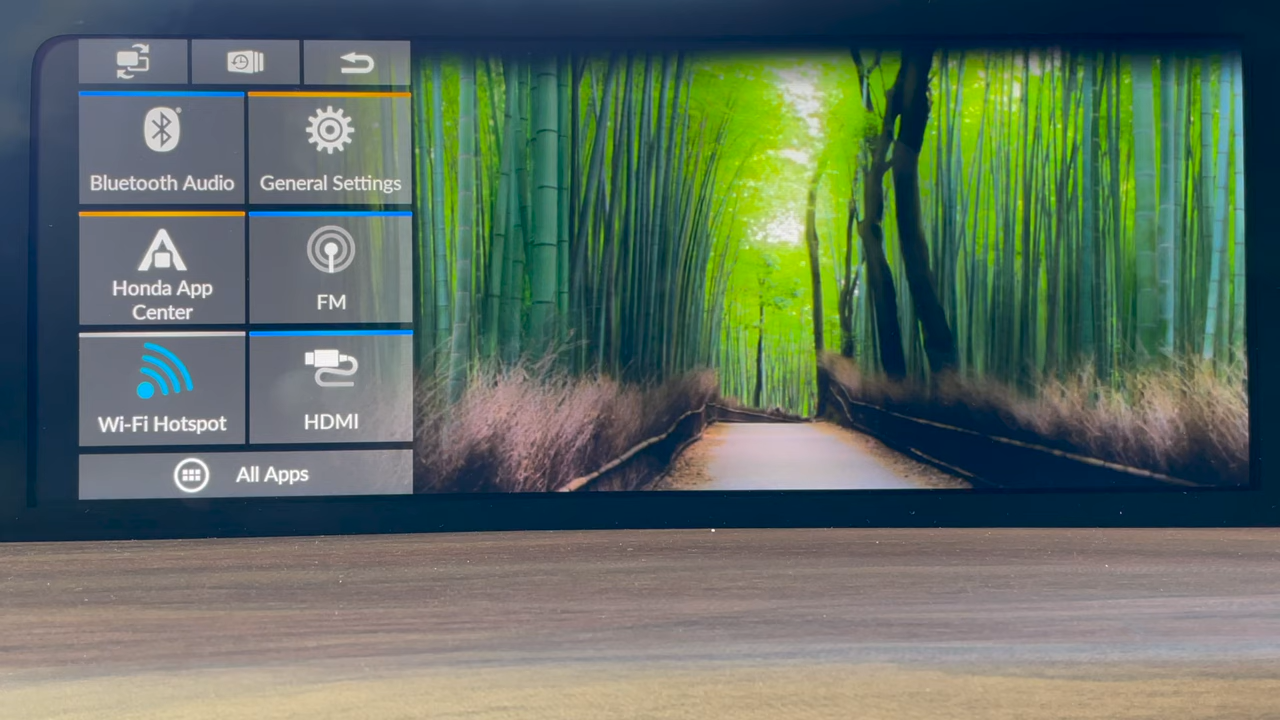 Bluetooth Audio
General Settings
Honda App
Center
FM
Wi-Fi Hotspot
HDMI
All Apps